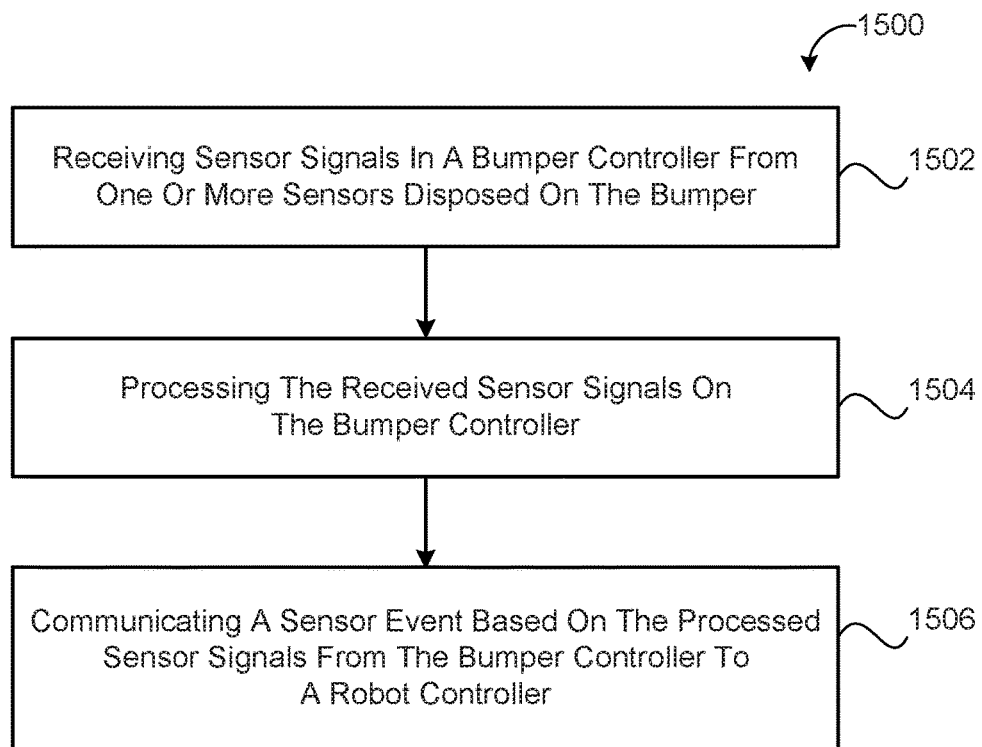 1500
Receiving Sensor Signals In A Bumper Controller From
One Or More Sensors Disposed On The Bumper
1502
Processing The Received Sensor Signals On
The Bumper Controller
1504
Communicating A Sensor Event Based On The Processed
Sensor Signals From The Bumper Controller To
A Robot Controller
1506